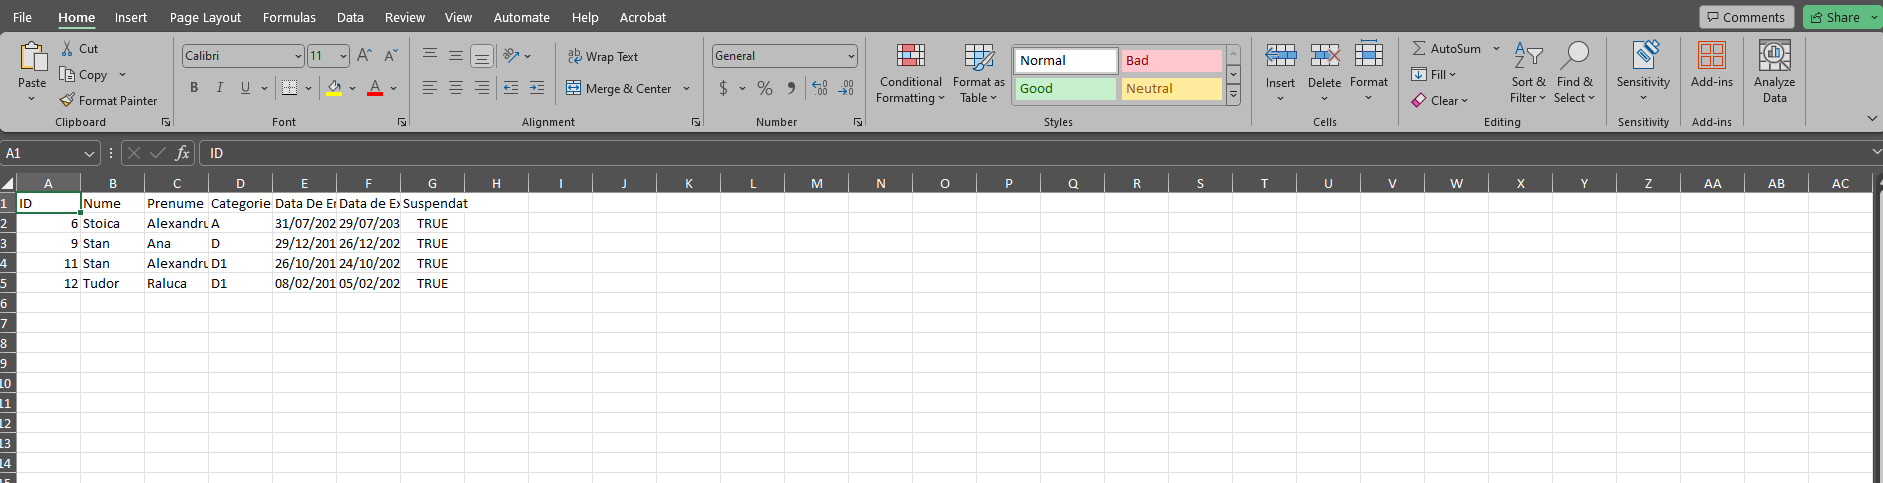 File Home Insert Page Layout Formulas Data Review View Automate Help Acrobat Comments Share
Paste Cut Copy Format Painter Clipboard
Calibri 11 A A B I U A Font
ab Wrap Text Merge & Center Alignment
General $ % , .00 .00 Number
Conditional Formatting Format as Table Normal Bad Good Neutral Styles
Insert Delete Format Cells
AutoSum Fill Clear Sort & Filter Find & Select Editing
Sensitivity Sensitivity
Add-ins Add-ins
Analyze Data
A1 fx ID
A B C D E F G H I J K L M N O P Q R S T U V W X Y Z AA AB AC
1 ID Nume Prenume Categorie Data De E Data de Ex Suspendat
2 6 Stoica Alexandru A 31/07/202 29/07/203 TRUE
3 9 Stan Ana D 29/12/201 26/12/202 TRUE
4 11 Stan Alexandru D1 26/10/201 24/10/202 TRUE
5 12 Tudor Raluca D1 08/02/201 05/02/202 TRUE
6
7
8
9
10
11
12
13
14